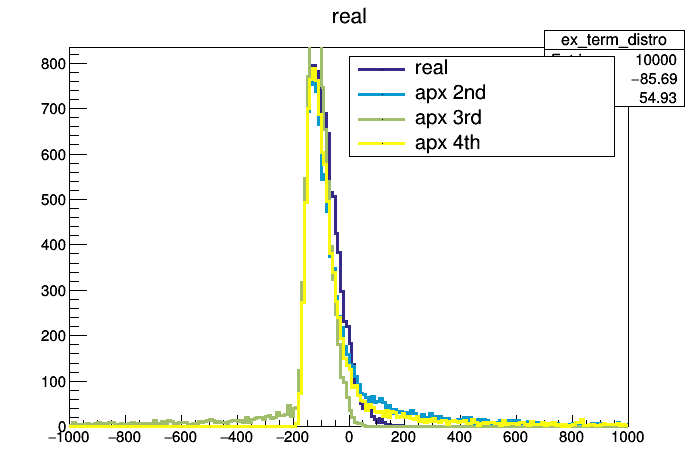 real
ex_term_distro
10000
−85.69
54.93
real
apx 2nd
apx 3rd
apx 4th
800
700
600
500
400
300
200
100
0
−1000 −800 −600 −400 −200 0 200 400 600 800 1000